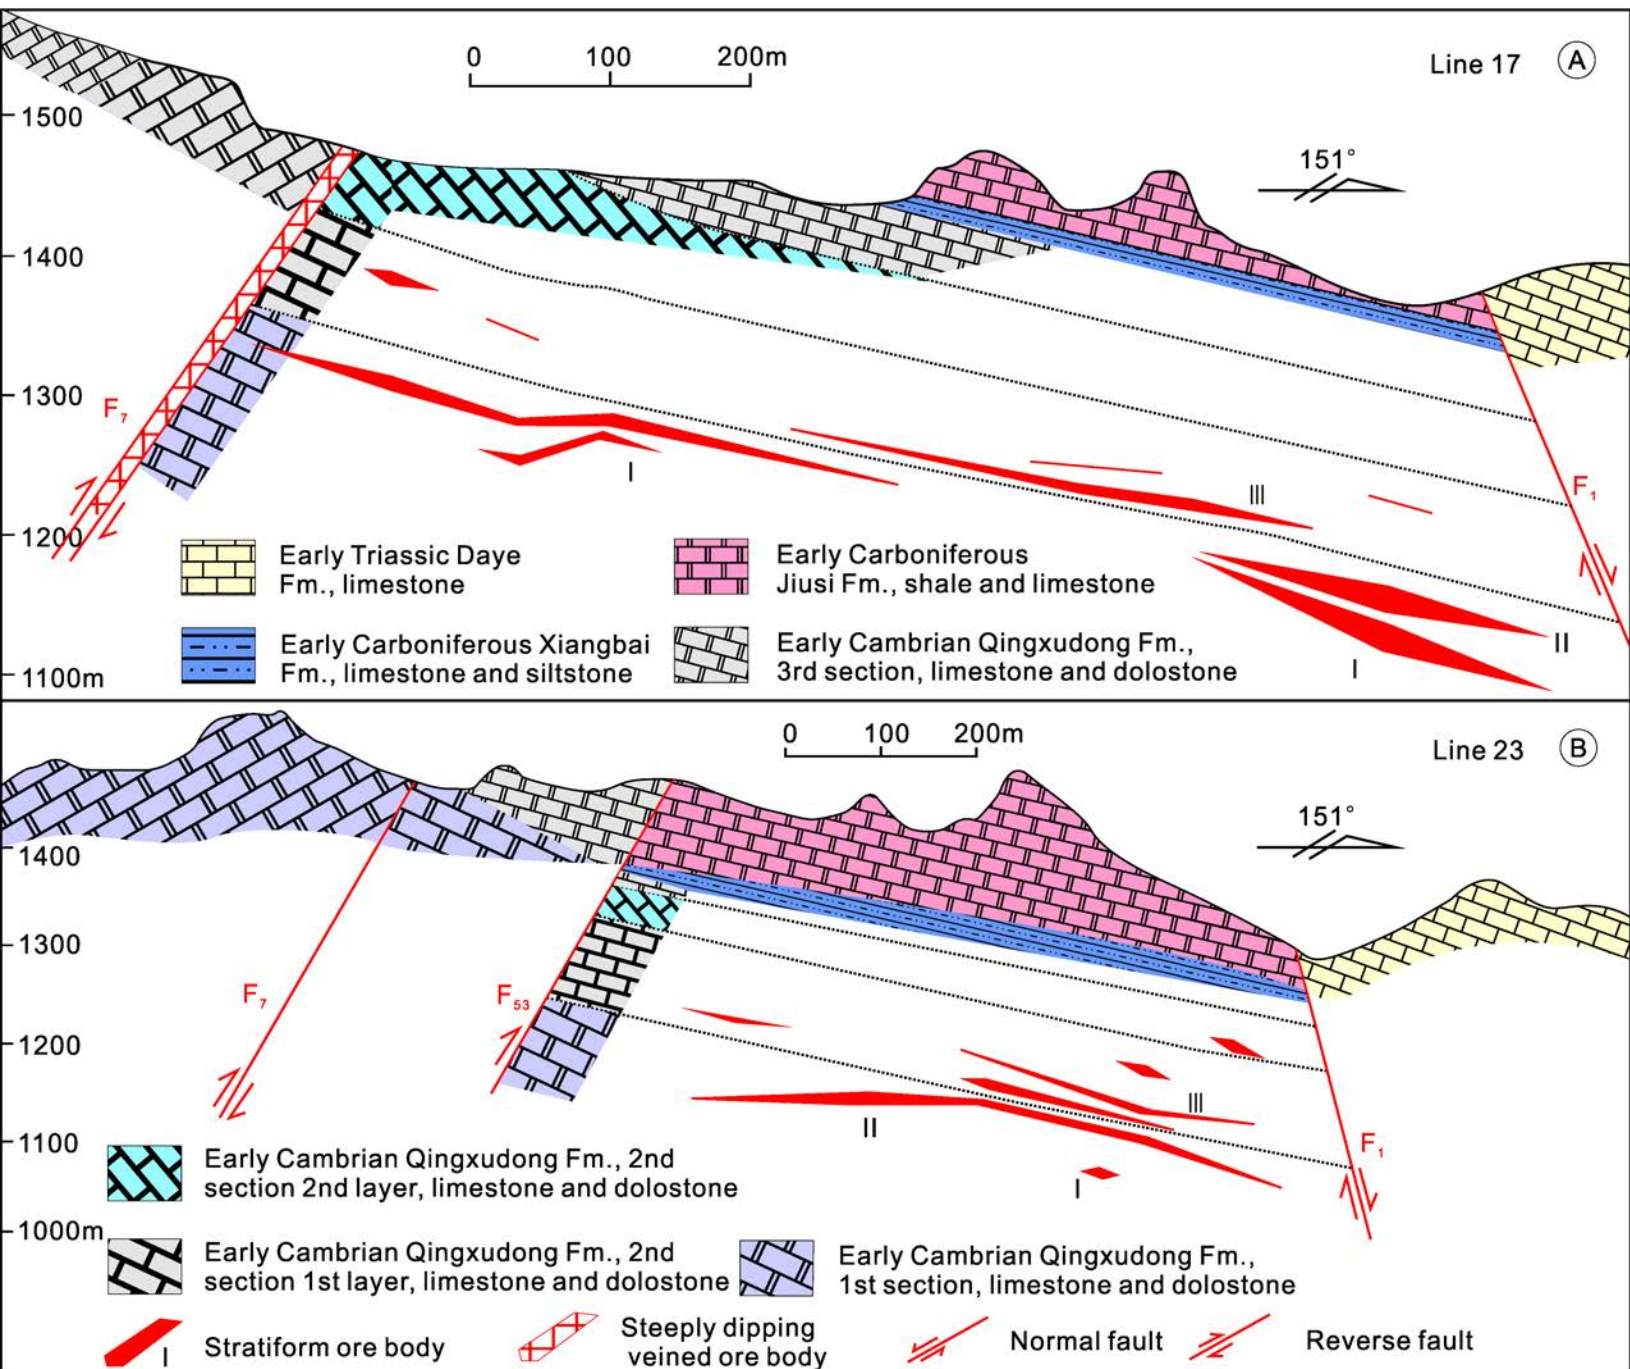 0 100 200m
Line 17 A
1500
151°
1400
1300
F7
I
III
F1
1200
Early Triassic Daye
Fm., limestone
Early Carboniferous
Jiusi Fm., shale and limestone
Early Carboniferous Xiangbai
Fm., limestone and siltstone
Early Cambrian Qingxudong Fm.,
3rd section, limestone and dolostone
II
I
1100m
0 100 200m
Line 23 B
151°
1400
1300
F7
F53
1200
III
II
1100
F1
I
Early Cambrian Qingxudong Fm., 2nd
section 2nd layer, limestone and dolostone
1000m
Early Cambrian Qingxudong Fm., 2nd
section 1st layer, limestone and dolostone
Early Cambrian Qingxudong Fm.,
1st section, limestone and dolostone
I
Stratiform ore body
Steeply dipping
veined ore body
Normal fault
Reverse fault